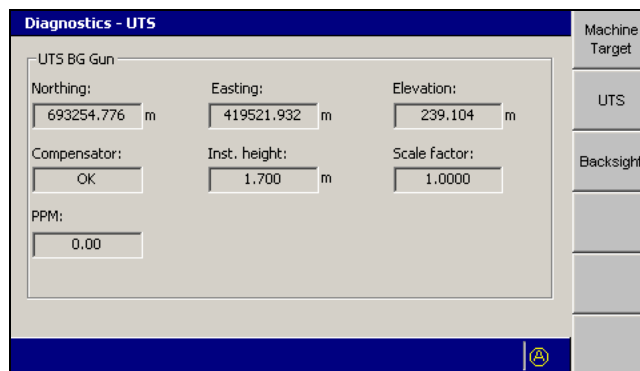 Diagnostics - UTS
UTS BG Gun
Northing: Easting: Elevation:
693254.776 m 419521.932 m 239.104 m
Compensator: Inst. height: Scale factor:
OK 1.700 m 1.0000
PPM:
0.00
Machine
Target
UTS
Backsight
A